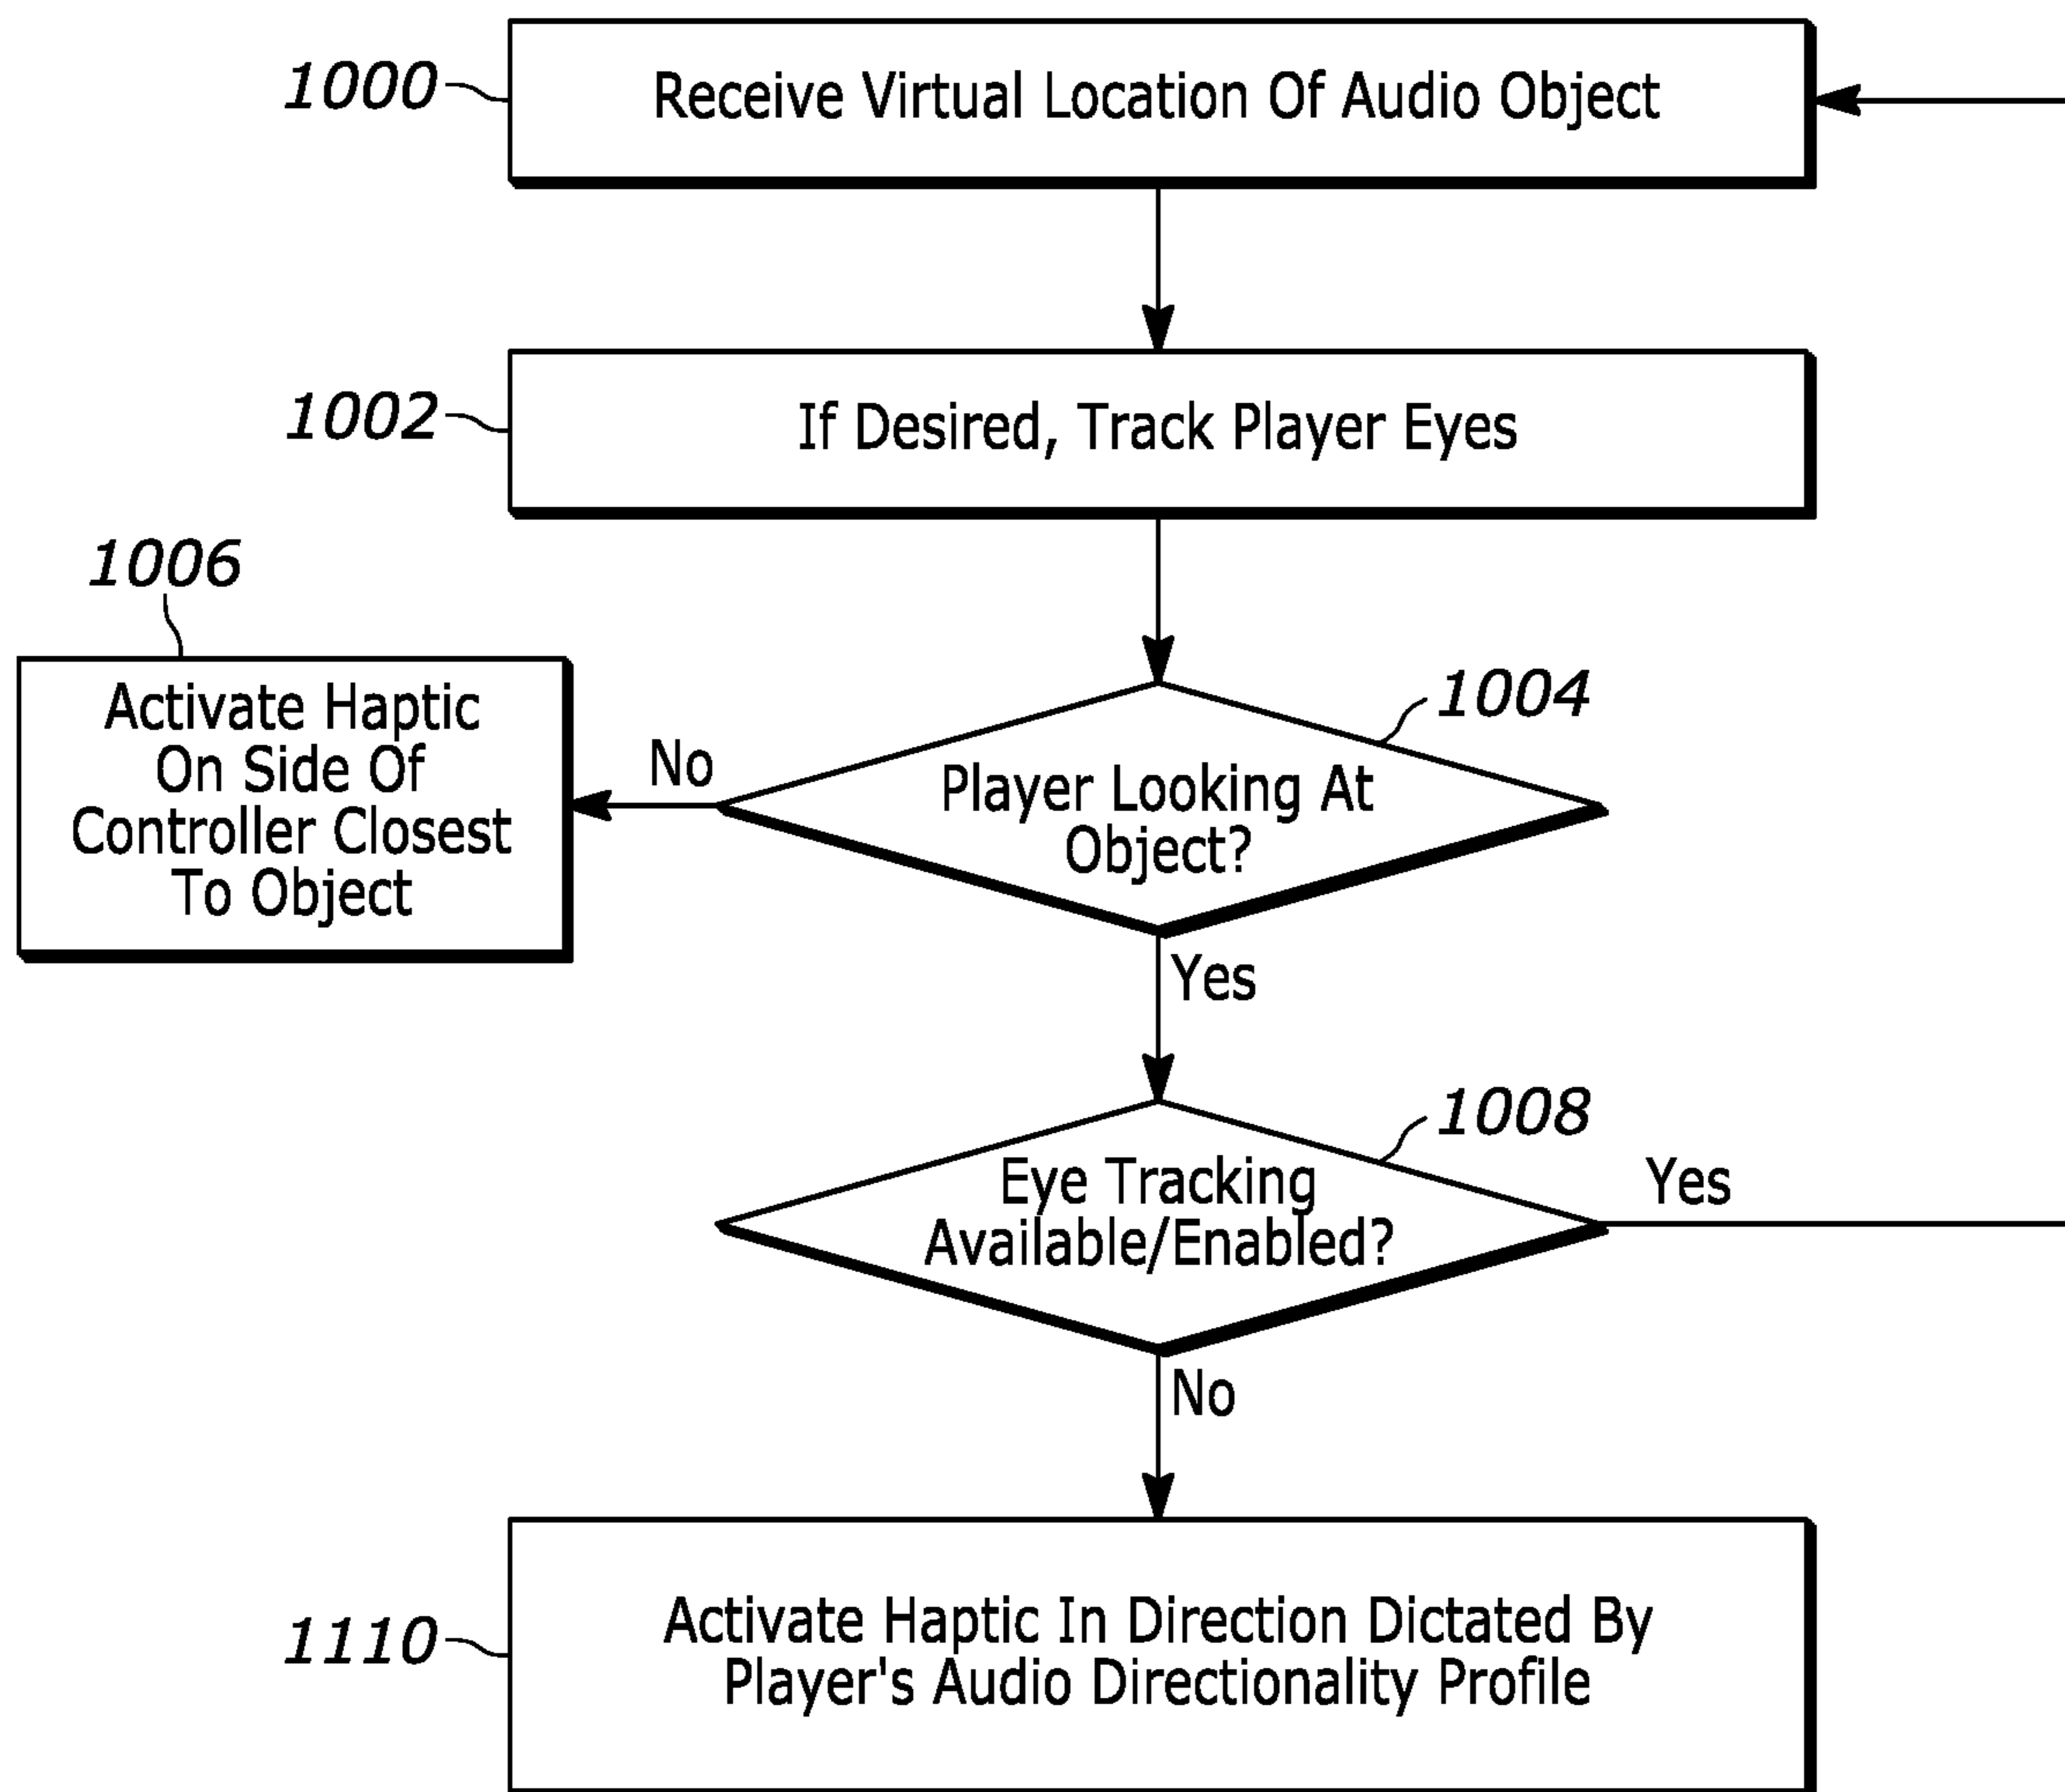 1000
Receive Virtual Location Of Audio Object
1002
If Desired, Track Player Eyes
1006
Activate Haptic
On Side Of
Controller Closest
To Object
No
1004
Player Looking At
Object?
Yes
1008
Eye Tracking
Available/Enabled?
Yes
No
1110
Activate Haptic In Direction Dictated By
Player's Audio Directionality Profile